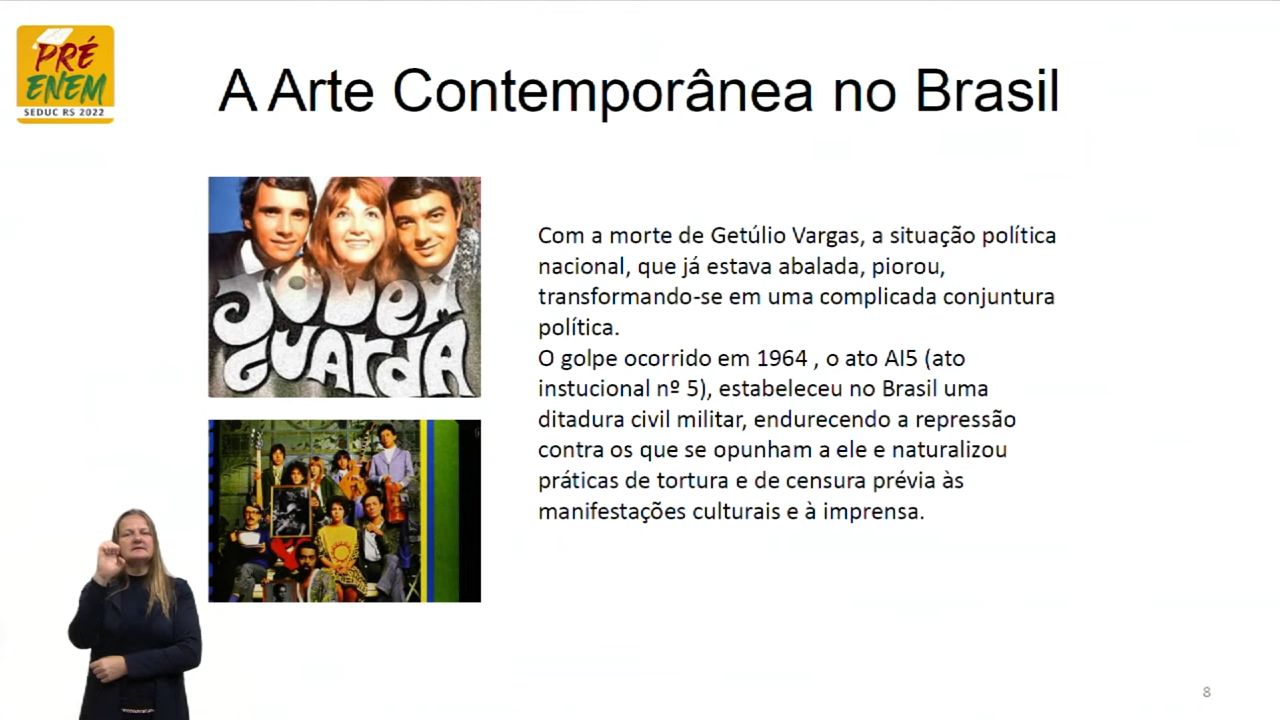 PRÉ
ENEM
SEDUC RS 2022
A Arte Contemporânea no Brasil
JOVEM
GUARDA
Com a morte de Getúlio Vargas, a situação política
nacional, que já estava abalada, piorou,
transformando-se em uma complicada conjuntura
política.
O golpe ocorrido em 1964 , o ato AI5 (ato
instucional nº 5), estabeleceu no Brasil uma
ditadura civil militar, endurecendo a repressão
contra os que se opunham a ele e naturalizou
práticas de tortura e de censura prévia às
manifestações culturais e à imprensa.
8